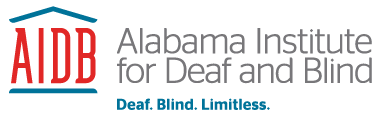 AIDB
Alabama Institute
for Deaf and Blind
Deaf. Blind. Limitless.